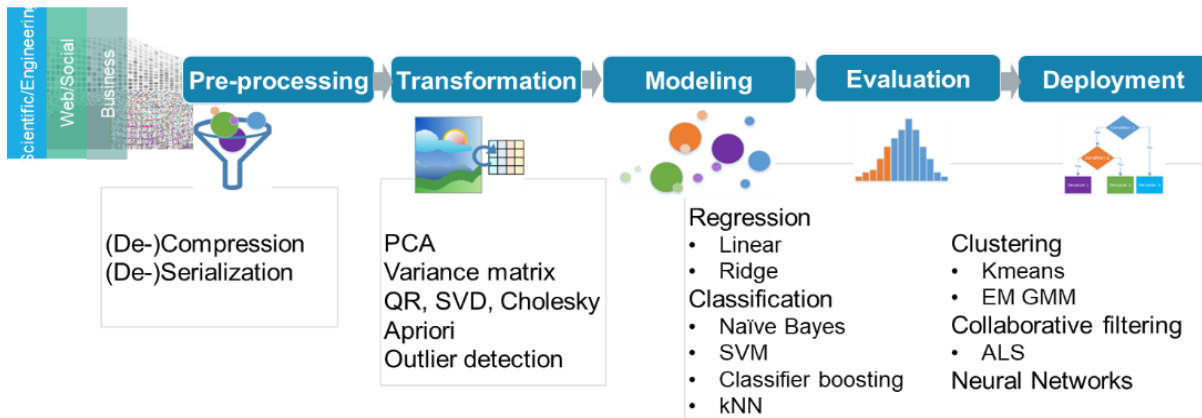 Scientific/Engineering
Web/Social
Business
Pre-processing
Transformation
Modeling
Evaluation
Deployment
(De-)Compression
(De-)Serialization
PCA
Variance matrix
QR, SVD, Cholesky
Apriori
Outlier detection
Regression
• Linear
• Ridge
Classification
• Naïve Bayes
• SVM
• Classifier boosting
• kNN
Clustering
• Kmeans
• EM GMM
Collaborative filtering
• ALS
Neural Networks